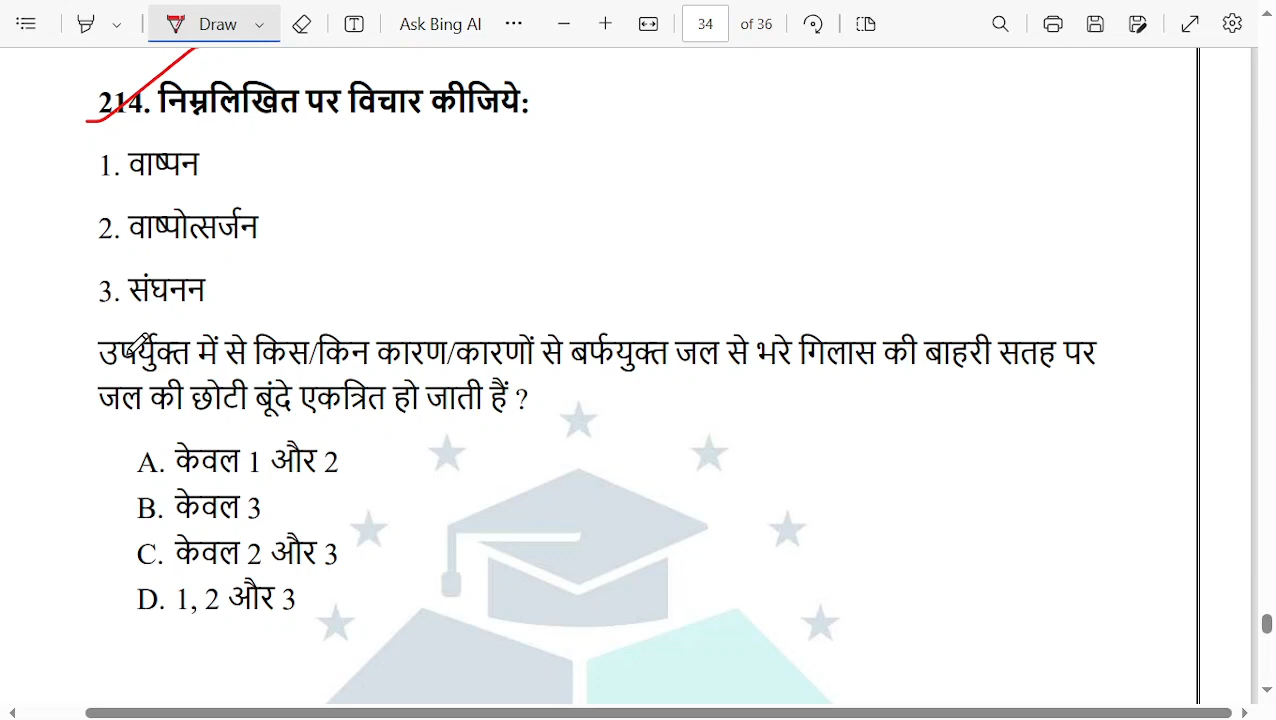 Draw
Ask Bing AI
34 of 36
214. निम्नलिखित पर विचार कीजिये:
1. वाष्पन
2. वाष्पोत्सर्जन
3. संघनन
उपर्युक्त में से किस/किन कारण/कारणों से बर्फयुक्त जल से भरे गिलास की बाहरी सतह पर
जल की छोटी बूंदे एकत्रित हो जाती हैं ?
A. केवल 1 और 2
B. केवल 3
C. केवल 2 और 3
D. 1, 2 और 3